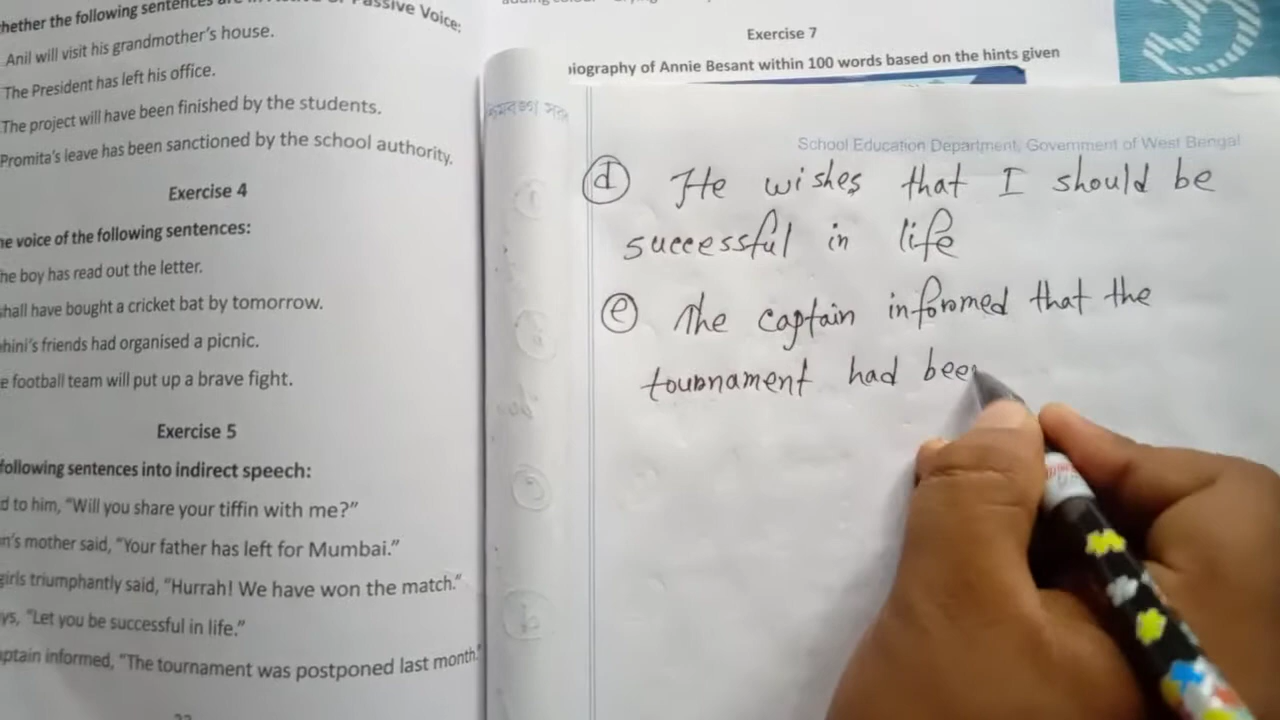 hether the following sentences
Passive Voice:
Anil will visit his grandmother's house.
The President has left his office.
The project will have been finished by the students.
Promita's leave has been sanctioned by the school authority.
Exercise 4
e voice of the following sentences:
he boy has read out the letter.
shall have bought a cricket bat by tomorrow.
hini's friends had organised a picnic.
e football team will put up a brave fight.
Exercise 5
following sentences into indirect speech:
d to him, "Will you share your tiffin with me?"
n's mother said, "Your father has left for Mumbai."
girls triumphantly said, "Hurrah! We have won the match."
ys, "Let you be successful in life."
ptain informed, "The tournament was postponed last month."
Exercise 7
iography of Annie Besant within 100 words based on the hints given
School Education Department, Government of West Bengal
d He wishes that I should be
successful in life
e The captain informed that the
tournament had been